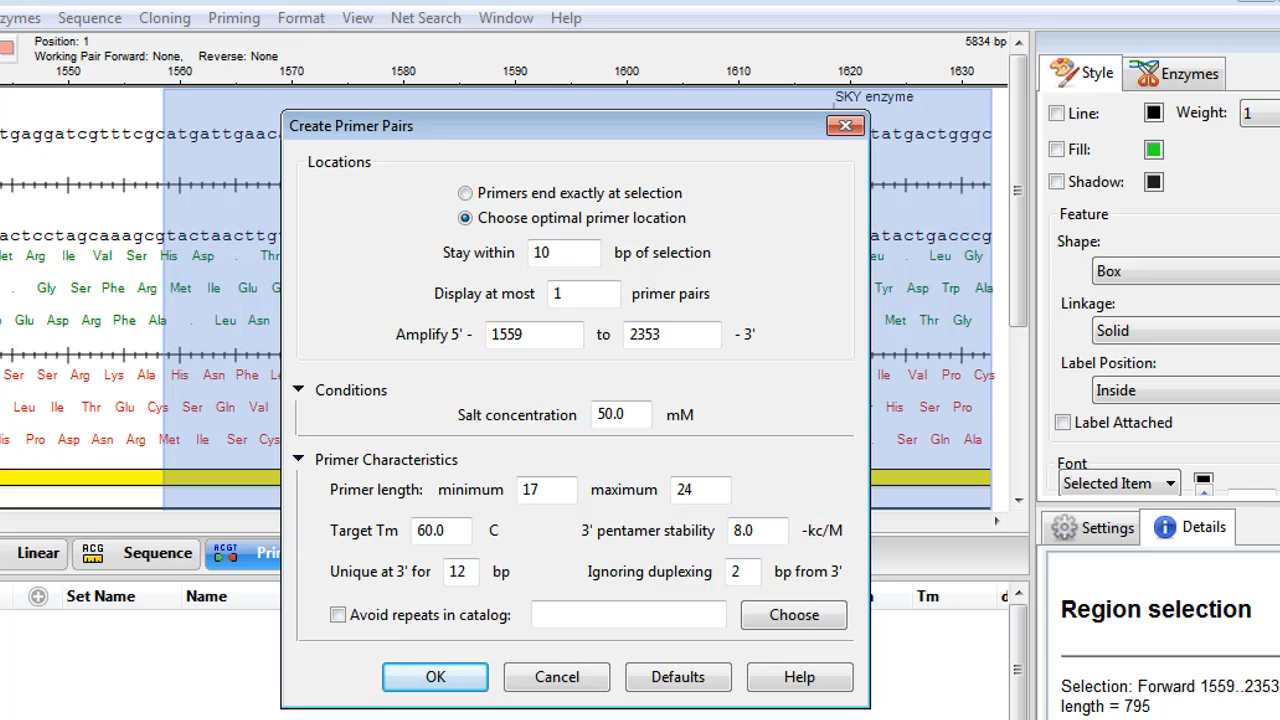 zymes Sequence Cloning Priming Format View Net Search Window Help
Position: 1
Working Pair Forward: None, Reverse: None
5834 bp
1550 1560 1570 1580 1590 1600 1610 1620 1630
SKY enzyme
tgaggatcgtttcgcatgattgaac
tatgactgggc
actcctagcaaagcgtactaacttgt
atactgacccg
et Arg Ile Val Ser His Asp . Thr
eu . Leu Gly
. Gly Ser Phe Arg Met Ile Glu
Tyr Asp Trp Ala
Glu Asp Arg Phe Ala . Leu Asn
Met Thr Gly
Ser Ser Arg Lys Ala His Asn Phe
Ile Val Pro Cys
Leu Ile Thr Glu Cys Ser Gln Val
His Ser Pro
is Pro Asp Asn Arg Met Ile Ser Cys
Ser Gln Ala
Create Primer Pairs
Locations
Primers end exactly at selection
Choose optimal primer location
Stay within 10 bp of selection
Display at most 1 primer pairs
Amplify 5' - 1559 to 2353 - 3'
Conditions
Salt concentration 50.0 mM
Primer Characteristics
Primer length: minimum 17 maximum 24
Target Tm 60.0 C 3' pentamer stability 8.0 -kc/M
Unique at 3' for 12 bp Ignoring duplexing 2 bp from 3'
Avoid repeats in catalog: Choose
OK Cancel Defaults Help
Linear ACG Sequence ACGT Prin
Set Name Name Tm d
Style Enzymes
Line: Weight: 1
Fill:
Shadow:
Feature
Shape:
Box
Linkage:
Solid
Label Position:
Inside
Label Attached
Font
Selected Item
Settings Details
Region selection
Selection: Forward 1559..2353
length = 795